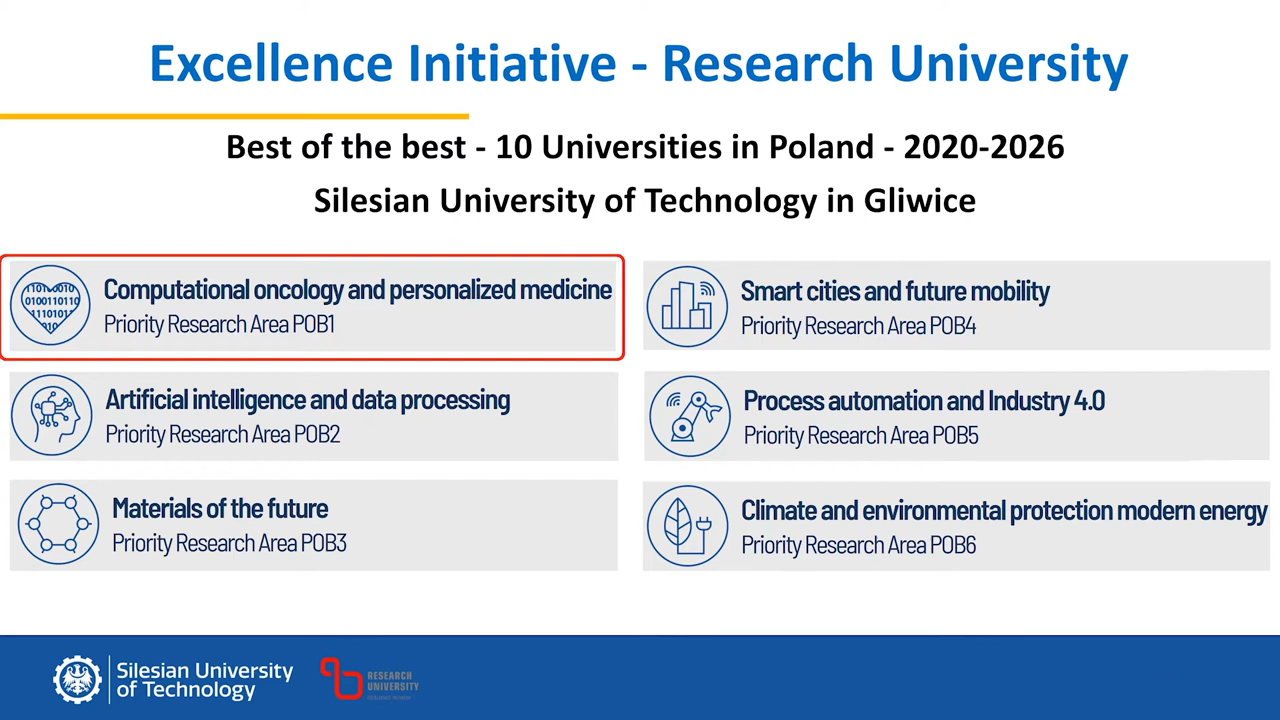 Excellence Initiative - Research University
Best of the best - 10 Universities in Poland - 2020-2026
Silesian University of Technology in Gliwice
Computational oncology and personalized medicine
Priority Research Area POB1
Artificial intelligence and data processing
Priority Research Area POB2
Materials of the future
Priority Research Area POB3
Smart cities and future mobility
Priority Research Area POB4
Process automation and Industry 4.0
Priority Research Area POB5
Climate and environmental protection modern energy
Priority Research Area POB6
Silesian University
of Technology
RESEARCH
UNIVERSITY